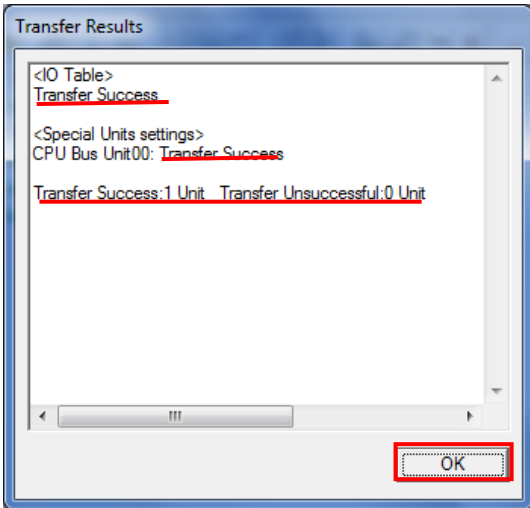 Transfer Results
<IO Table>
Transfer Success
<Special Units settings>
CPU Bus Unit00: Transfer Success
Transfer Success:1 Unit   Transfer Unsuccessful:0 Unit
OK